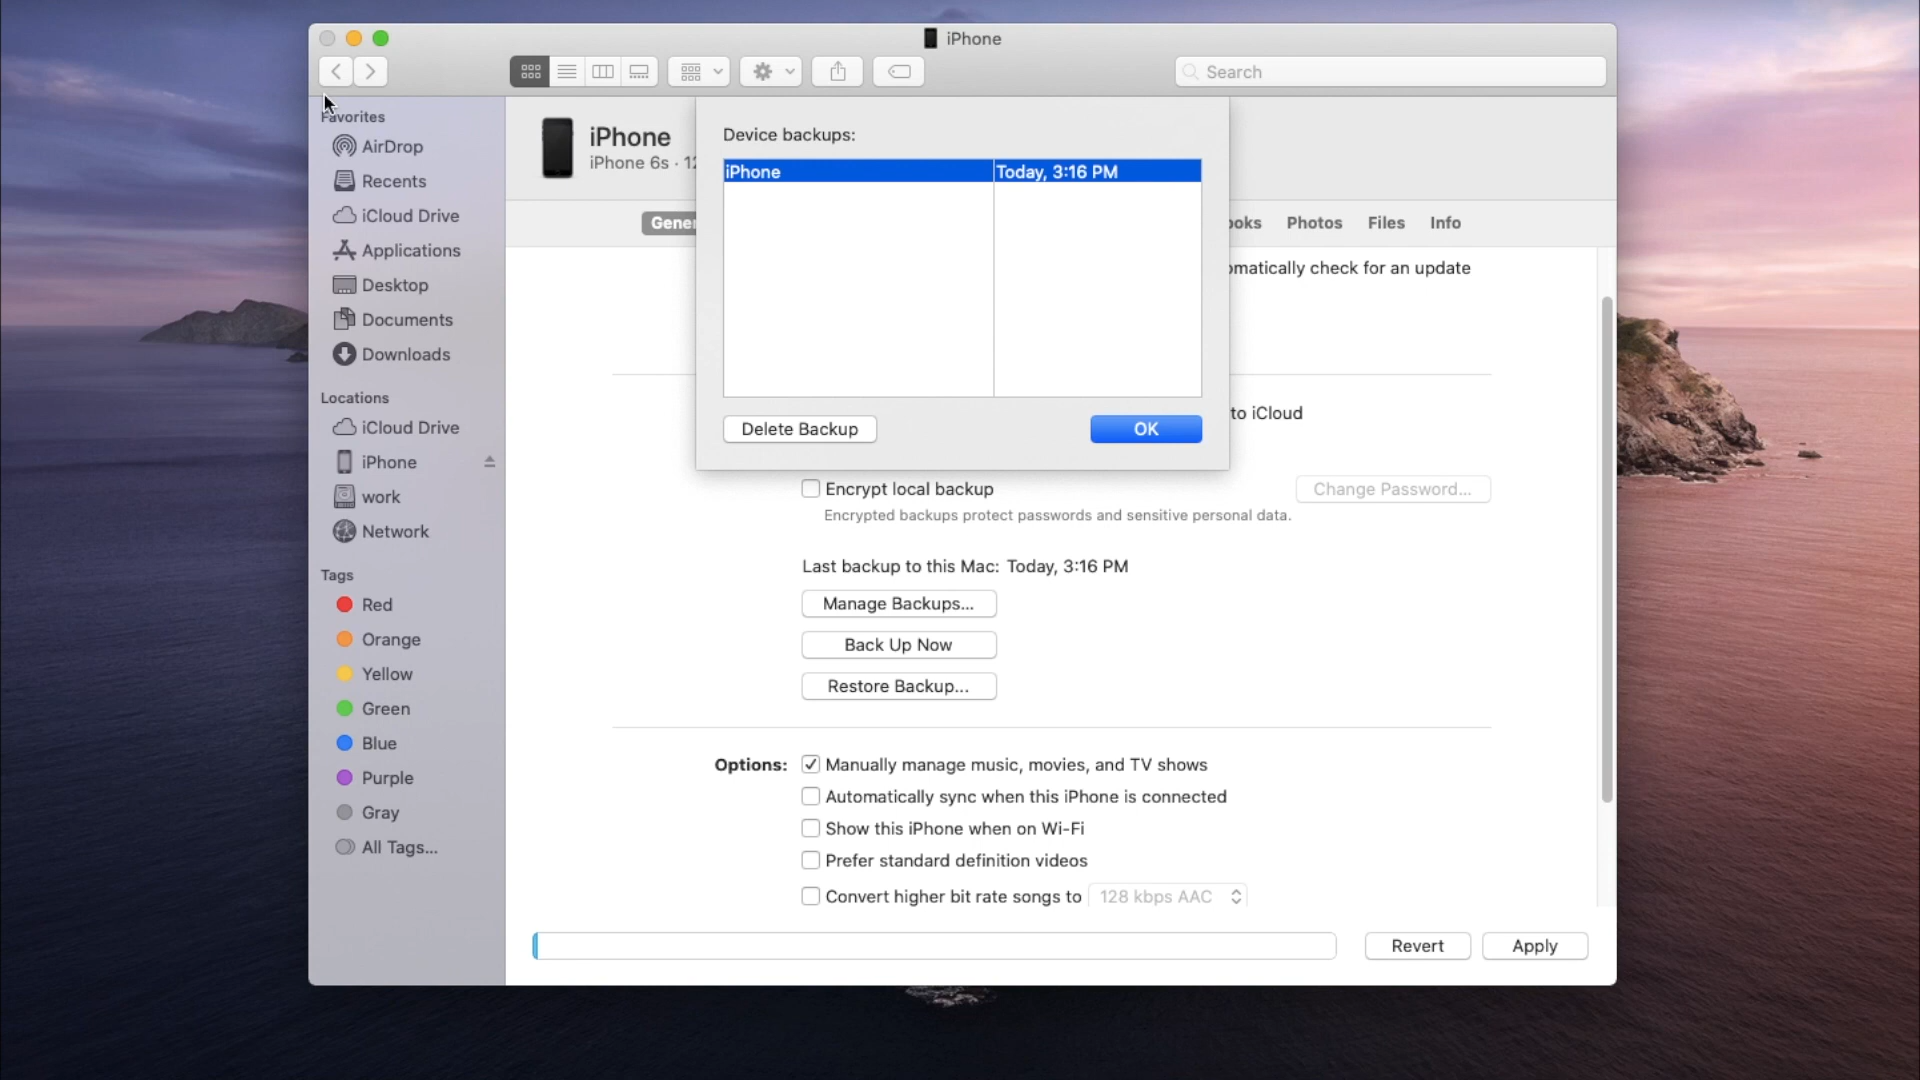 iPhone
Search
Favorites
AirDrop
Recents
iCloud Drive
Applications
Desktop
Documents
Downloads
Locations
iCloud Drive
iPhone
work
Network
Tags
Red
Orange
Yellow
Green
Blue
Purple
Gray
All Tags...
iPhone
iPhone 6s · 12
Gener
ooks Photos Files Info
Device backups:
iPhone Today, 3:16 PM
Delete Backup OK
omatically check for an update
to iCloud
Encrypt local backup Change Password...
Encrypted backups protect passwords and sensitive personal data.
Last backup to this Mac: Today, 3:16 PM
Manage Backups...
Back Up Now
Restore Backup...
Options: Manually manage music, movies, and TV shows
Automatically sync when this iPhone is connected
Show this iPhone when on Wi-Fi
Prefer standard definition videos
Convert higher bit rate songs to 128 kbps AAC
Revert Apply